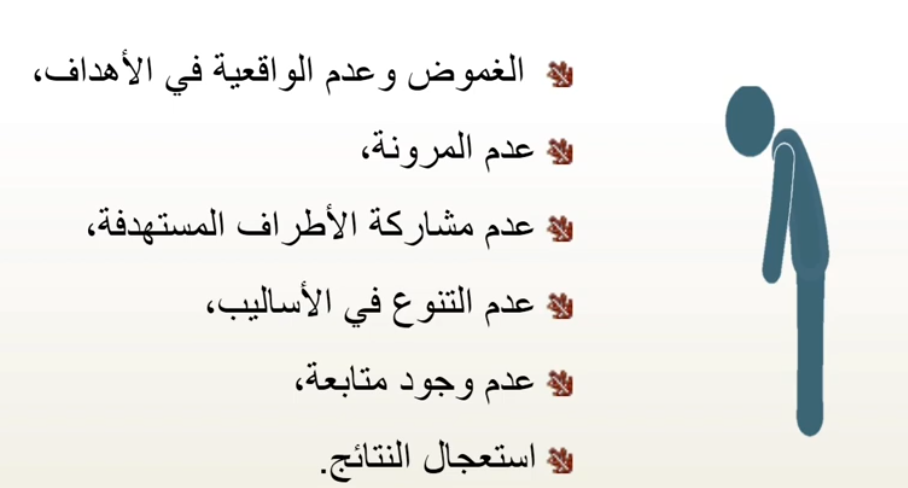 الغموض وعدم الواقعية في الأهداف،
عدم المرونة،
عدم مشاركة الأطراف المستهدفة،
عدم التنوع في الأساليب،
عدم وجود متابعة،
استعجال النتائج.